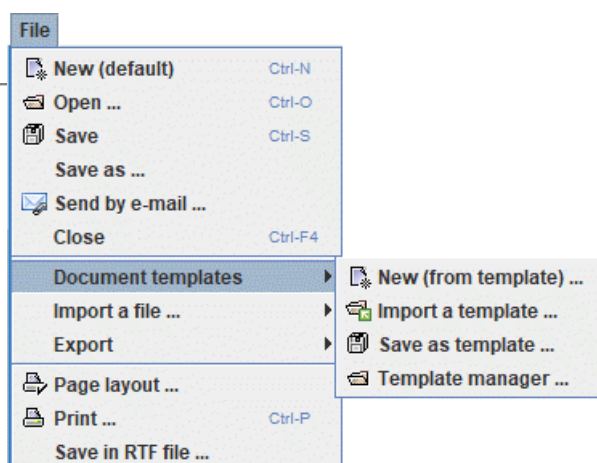 File
New (default) Ctrl-N
Open ... Ctrl-O
Save Ctrl-S
Save as ...
Send by e-mail ...
Close Ctrl-F4
Document templates
Import a file ...
Export
Page layout ...
Print ... Ctrl-P
Save in RTF file ...
New (from template) ...
Import a template ...
Save as template ...
Template manager ...